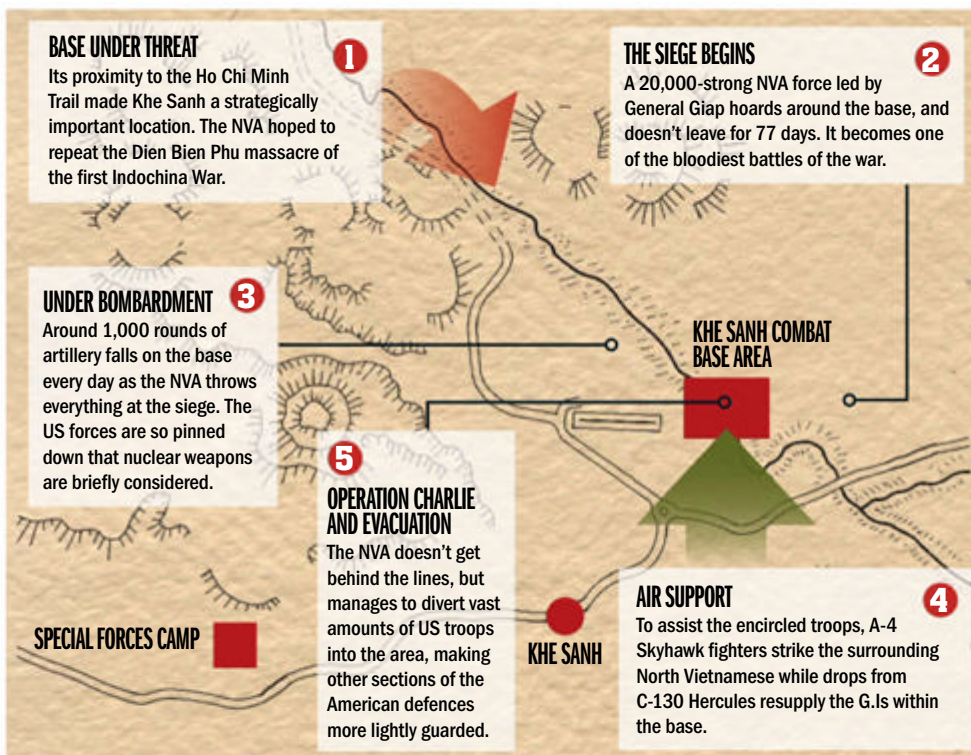 BASE UNDER THREAT
1
Its proximity to the Ho Chi Minh
Trail made Khe Sanh a strategically
important location. The NVA hoped to
repeat the Dien Bien Phu massacre of
the first Indochina War.
THE SIEGE BEGINS
2
A 20,000-strong NVA force led by
General Giap hoards around the base, and
doesn't leave for 77 days. It becomes one
of the bloodiest battles of the war.
UNDER BOMBARDMENT
3
Around 1,000 rounds of
artillery falls on the base
every day as the NVA throws
everything at the siege. The
US forces are so pinned
down that nuclear weapons
are briefly considered.
KHE SANH COMBAT
BASE AREA
5
OPERATION CHARLIE
AND EVACUATION
The NVA doesn't get
behind the lines, but
manages to divert vast
amounts of US troops
into the area, making
other sections of the
American defences
more lightly guarded.
AIR SUPPORT
4
To assist the encircled troops, A-4
Skyhawk fighters strike the surrounding
North Vietnamese while drops from
C-130 Hercules resupply the G.Is within
the base.
SPECIAL FORCES CAMP
KHE SANH